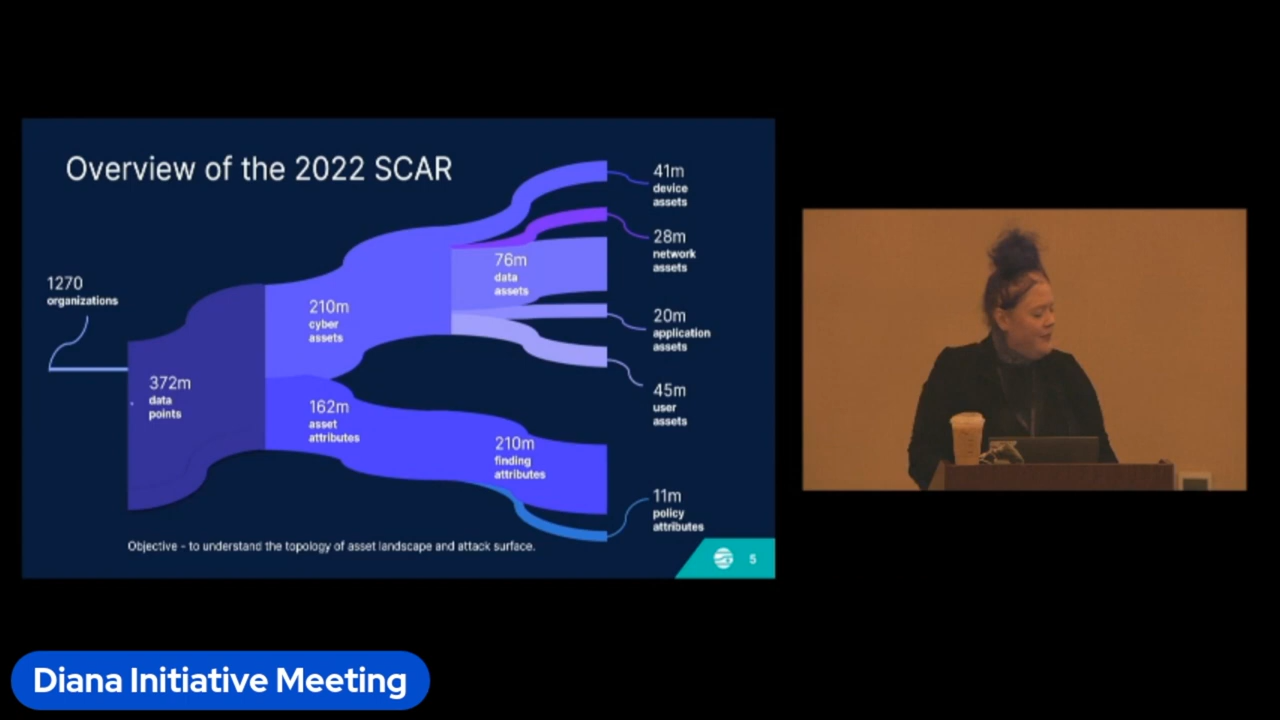 Overview of the 2022 SCAR
1270
organizations
372m
data
points
210m
cyber
assets
162m
asset
attributes
76m
data
assets
210m
finding
attributes
41m
device
assets
28m
network
assets
20m
application
assets
45m
user
assets
11m
policy
attributes
Objective - to understand the topology of asset landscape and attack surface.
5
Diana Initiative Meeting